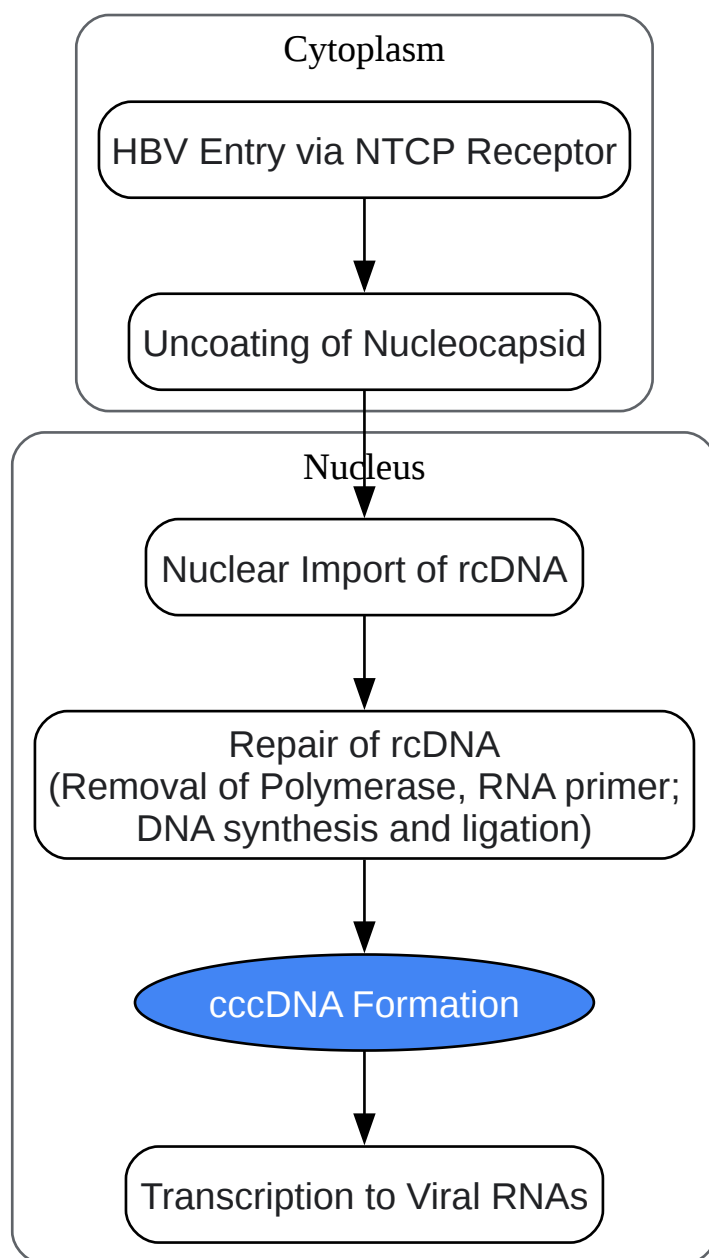 Cytoplasm
HBV Entry via NTCP Receptor
Uncoating of Nucleocapsid
Nucleus
Nuclear Import of rcDNA
Repair of rcDNA
(Removal of Polymerase, RNA primer;
DNA synthesis and ligation)
cccDNA Formation
Transcription to Viral RNAs